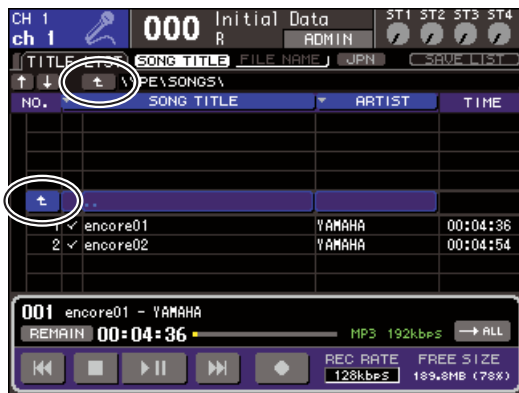 CH 1 000 Initial Data ST1 ST2 ST3 ST4
ch 1 R ADMIN
TITLE LIST SONG TITLE FILE NAME JPN SAVE LIST
\YPE\SONGS\
NO. SONG TITLE ARTIST TIME
..
1 ✓ encore01 YAMAHA 00:04:36
2 ✓ encore02 YAMAHA 00:04:54
001 encore01 - YAMAHA
REMAIN 00:04:36 MP3 192kbps → ALL
REC RATE FREE SIZE
128kbps 189.8MB (78%)